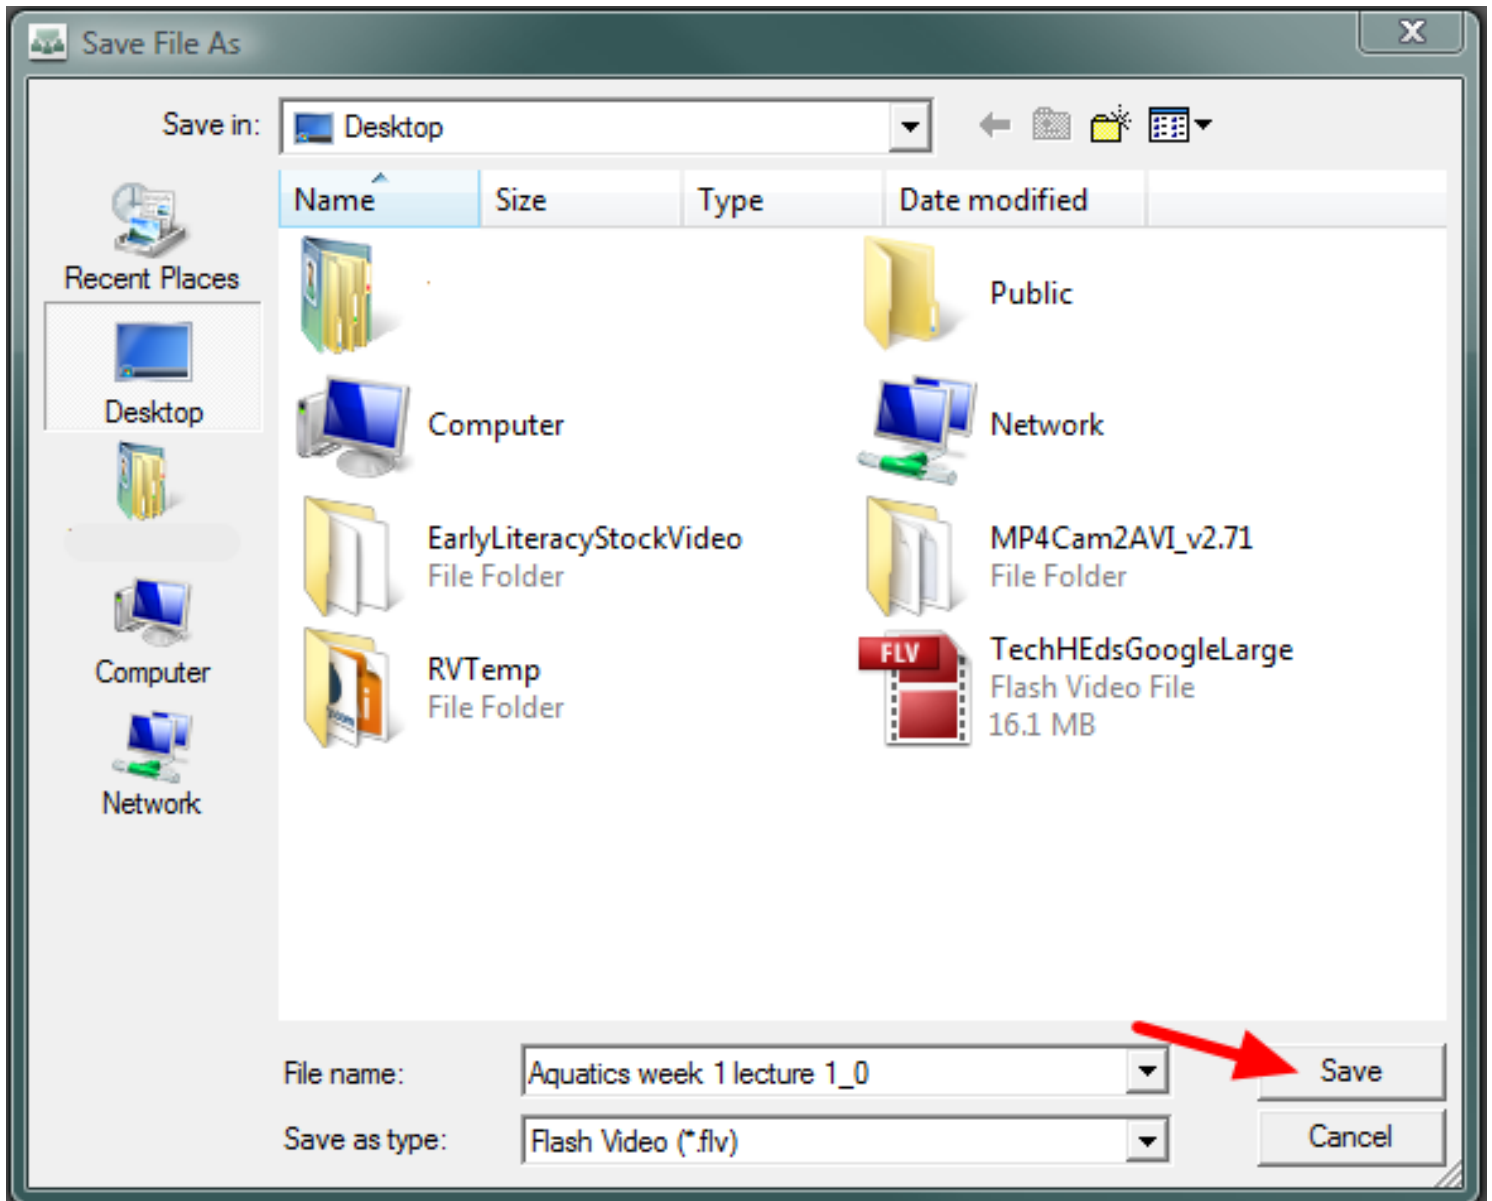 Save File As
X
Save in: Desktop
Name Size Type Date modified
Recent Places
Desktop
Computer
Network
Public
Computer
Network
EarlyLiteracyStockVideo
File Folder
MP4Cam2AVI_v2.71
File Folder
RVTemp
File Folder
FLV
TechHEdsGoogleLarge
Flash Video File
16.1 MB
File name: Aquatics week 1 lecture 1_0
Save
Save as type: Flash Video (*.flv)
Cancel